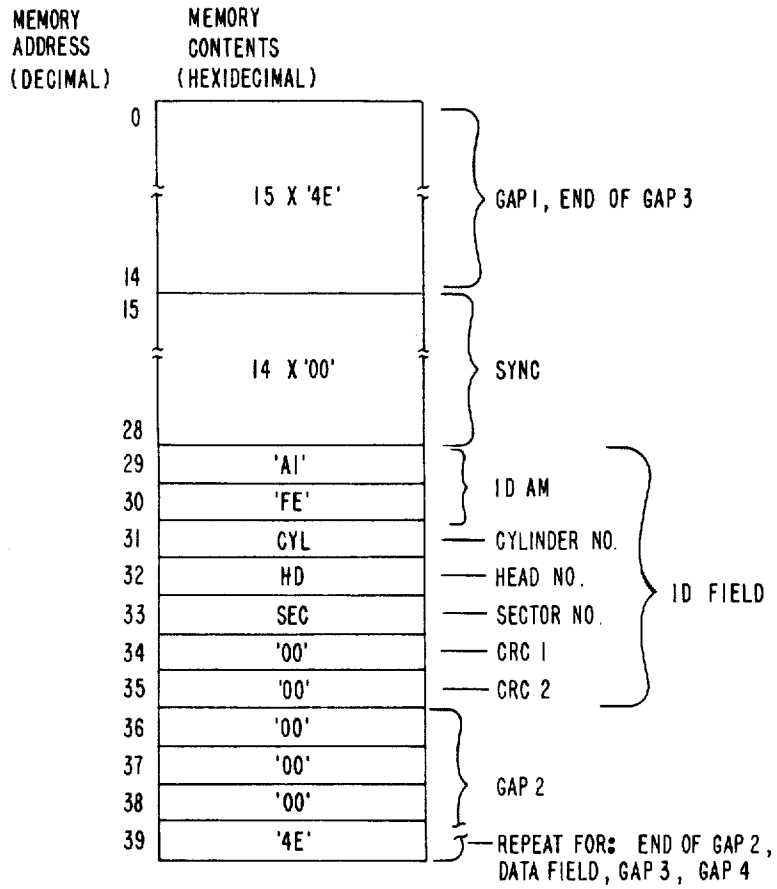 MEMORY ADDRESS (DECIMAL)
MEMORY CONTENTS (HEXIDECIMAL)
0
15 X '4E'
GAP 1, END OF GAP 3
14
15
14 X '00'
SYNC
28
29 'A1'
ID AM
30 'FE'
31 CYL CYLINDER NO.
32 HD HEAD NO.
ID FIELD
33 SEC SECTOR NO.
34 '00' CRC 1
35 '00' CRC 2
36 '00'
37 '00'
GAP 2
38 '00'
39 '4E' REPEAT FOR: END OF GAP 2,
DATA FIELD, GAP 3, GAP 4